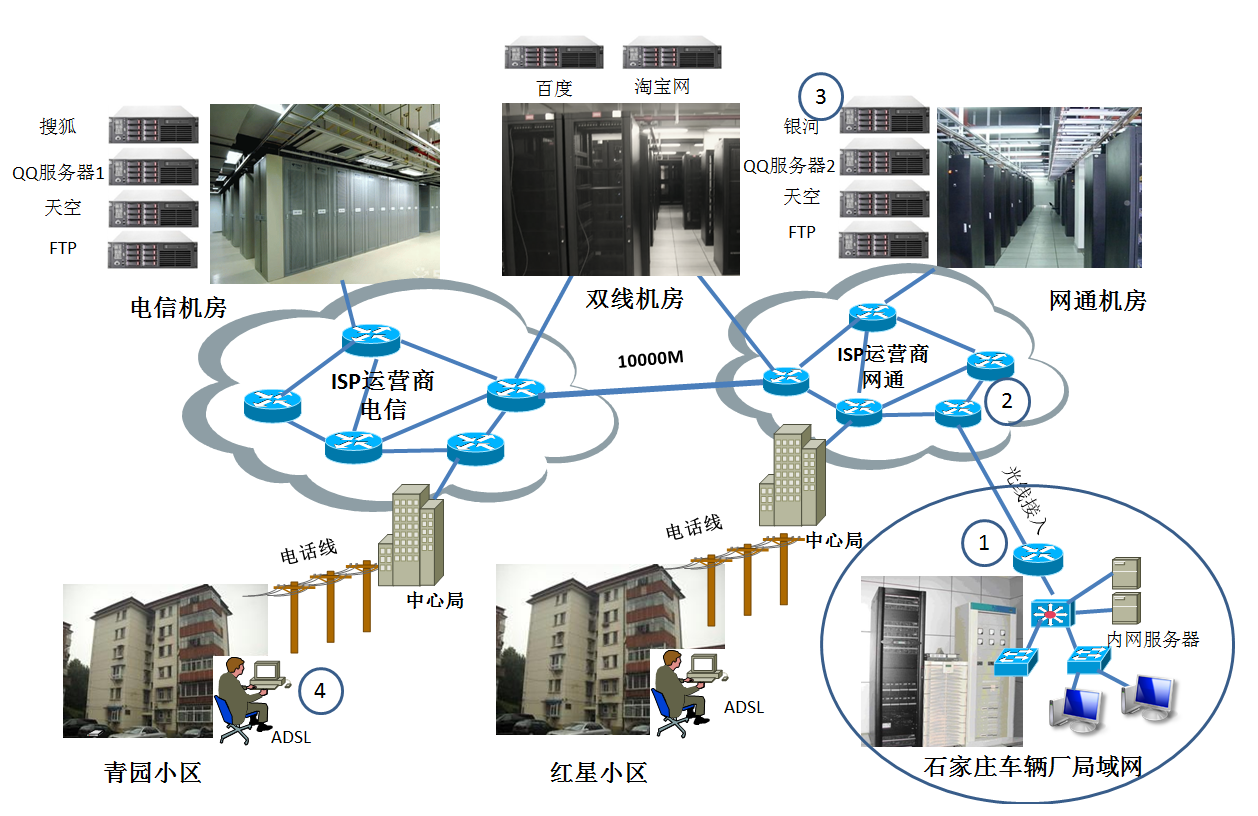 百度
淘宝网
搜狐
QQ服务器1
天空
FTP
3
银河
QQ服务器2
天空
FTP
电信机房
双线机房
网通机房
ISP运营商
电信
10000M
ISP运营商
网通
2
光线接入
1
电话线
中心局
电话线
中心局
内网服务器
4
ADSL
ADSL
青园小区
红星小区
石家庄车辆厂局域网